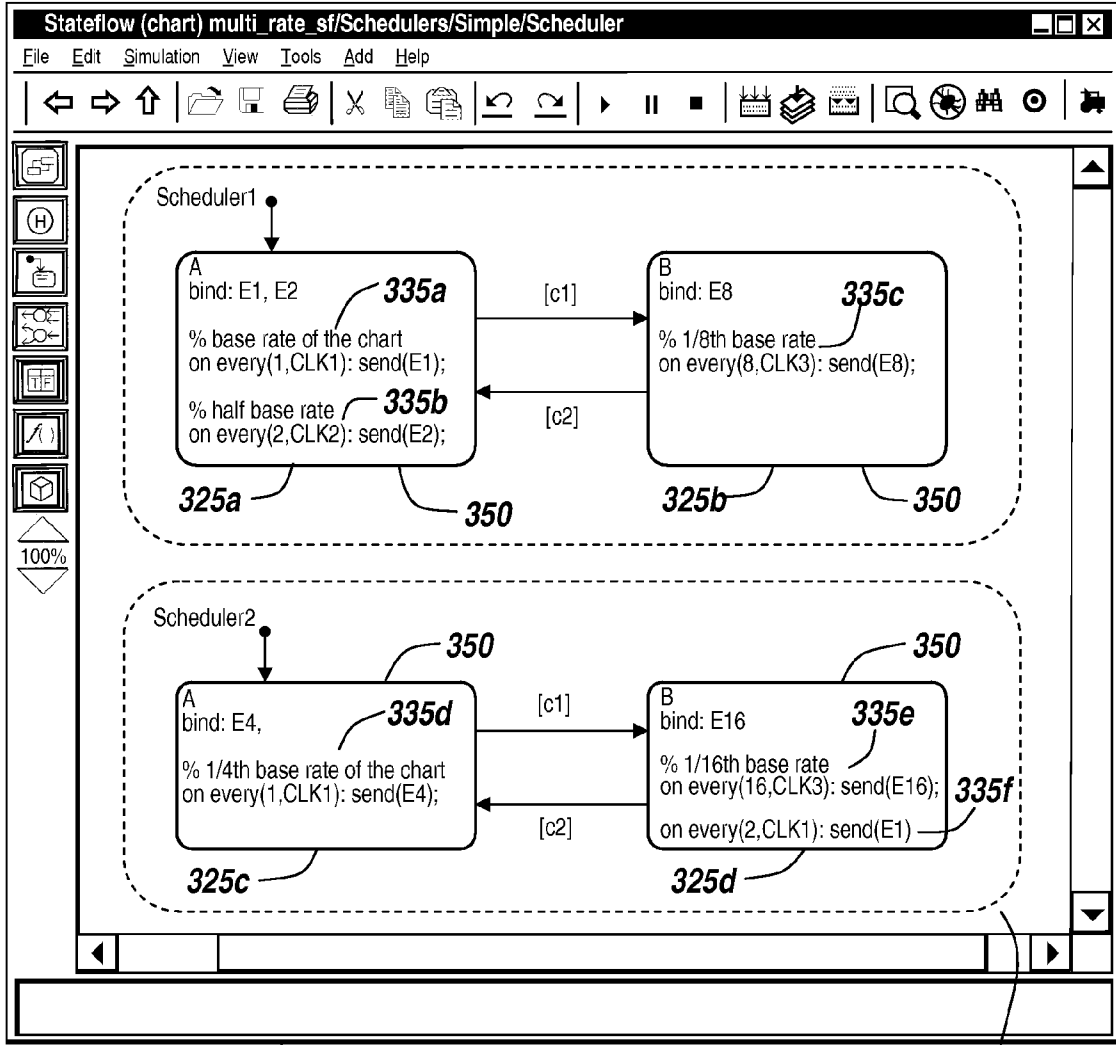 Stateflow (chart) multi_rate_sf/Schedulers/Simple/Scheduler
File Edit Simulation View Tools Add Help
Scheduler1
A
bind: E1, E2
335a
% base rate of the chart
on every(1,CLK1): send(E1);
% half base rate
335b
on every(2,CLK2): send(E2);
325a
350
[c1]
[c2]
B
bind: E8
335c
% 1/8th base rate
on every(8,CLK3): send(E8);
325b
350
H
T F
f( )
100%
Scheduler2
350
A
bind: E4,
335d
% 1/4th base rate of the chart
on every(1,CLK1): send(E4);
325c
[c1]
[c2]
350
B
bind: E16
335e
% 1/16th base rate
on every(16,CLK3): send(E16);
335f
on every(2,CLK1): send(E1)
325d